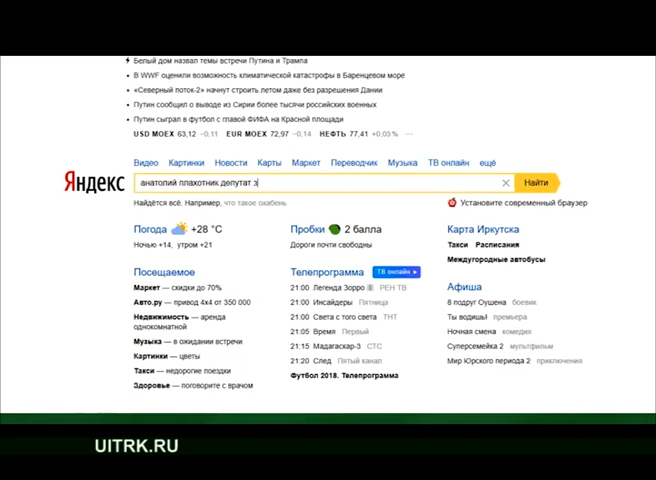 Белый дом назвал темы встречи Путина и Трампа
В WWF оценили возможность климатической катастрофы в Баренцевом море
«Северный поток-2» начнут строить летом даже без разрешения Дании
Путин сообщил о выводе из Сирии более тысячи российских военных
Путин сыграл в футбол с главой ФИФА на Красной площади
USD MOEX 63,12 −0,11 EUR MOEX 72,97 −0,14 НЕФТЬ 77,41 +0,03% ···
Видео Картинки Новости Карты Маркет Переводчик Музыка ТВ онлайн ещё
Яндекс анатолий плахотник депутат з Найти
Найдётся всё. Например, что такое окабень Установите современный браузер
Погода +28 °C
Ночью +14, утром +21
Пробки 2 балла
Дороги почти свободны
Карта Иркутска
Такси Расписания
Междугородные автобусы
Посещаемое
Маркет — скидки до 70%
Авто.ру — привод 4x4 от 350 000
Недвижимость — аренда
однокомнатной
Музыка — в ожидании встречи
Картинки — цветы
Такси — недорогие поездки
Здоровье — поговорите с врачом
Телепрограмма ТВ онлайн
21:00 Легенда Зорро РЕН ТВ
21:00 Инсайдеры Пятница
21:00 Света с того света ТНТ
21:05 Время Первый
21:15 Мадагаскар-3 СТС
21:20 След Пятый канал
Футбол 2018. Телепрограмма
Афиша
8 подруг Оушена боевик
Ты водишь! премьера
Ночная смена комедия
Суперсемейка 2 мультфильм
Мир Юрского периода 2 приключения
UITRK.RU